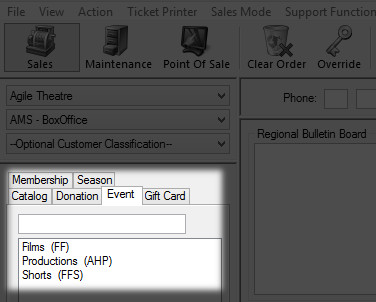 File View Action Ticket Printer Sales Mode Support Function
Sales Maintenance Point Of Sale Clear Order Override
Agile Theatre
Phone:
AMS - BoxOffice
--Optional Customer Classification--
Regional Bulletin Board
Membership Season
Catalog Donation Event Gift Card
Films (FF)
Productions (AHP)
Shorts (FFS)